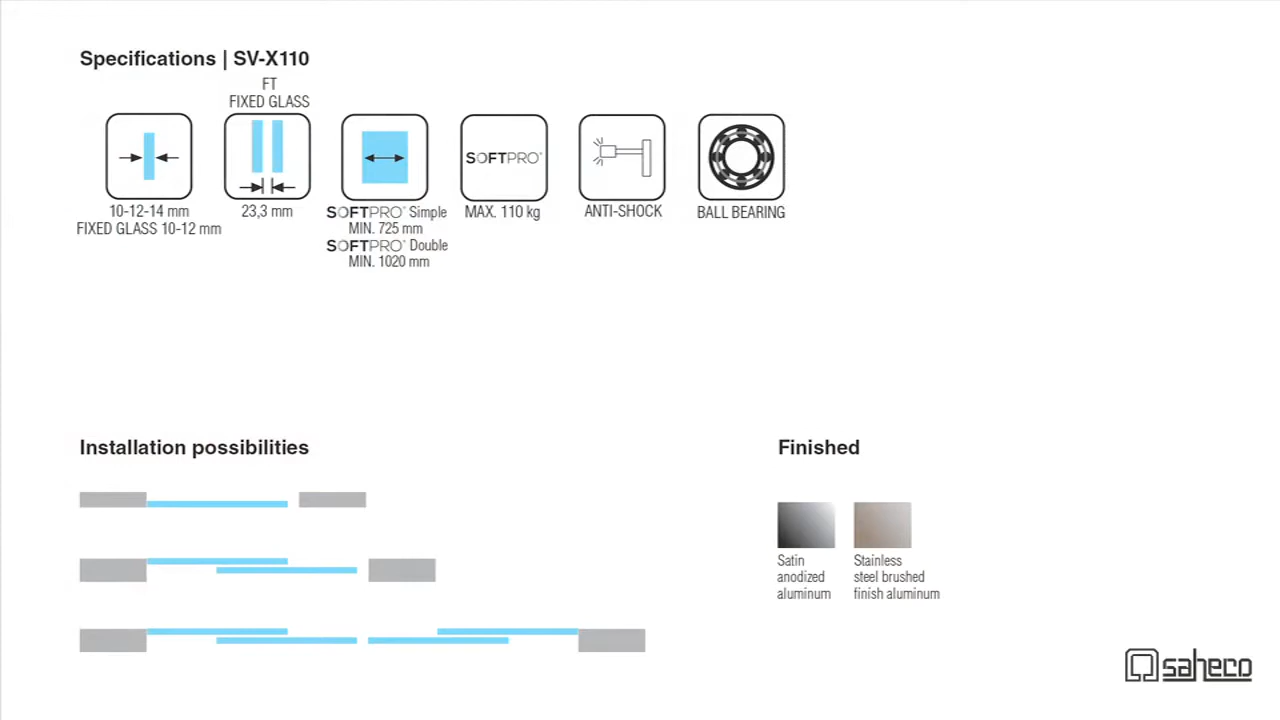 Specifications | SV-X110
FT
FIXED GLASS
SOFTPRO®
10-12-14 mm
FIXED GLASS 10-12 mm
23,3 mm
SOFTPRO® Simple
MIN. 725 mm
SOFTPRO® Double
MIN. 1020 mm
MAX. 110 kg
ANTI-SHOCK
BALL BEARING
Installation possibilities
Finished
Satin
anodized
aluminum
Stainless
steel brushed
finish aluminum
saheco